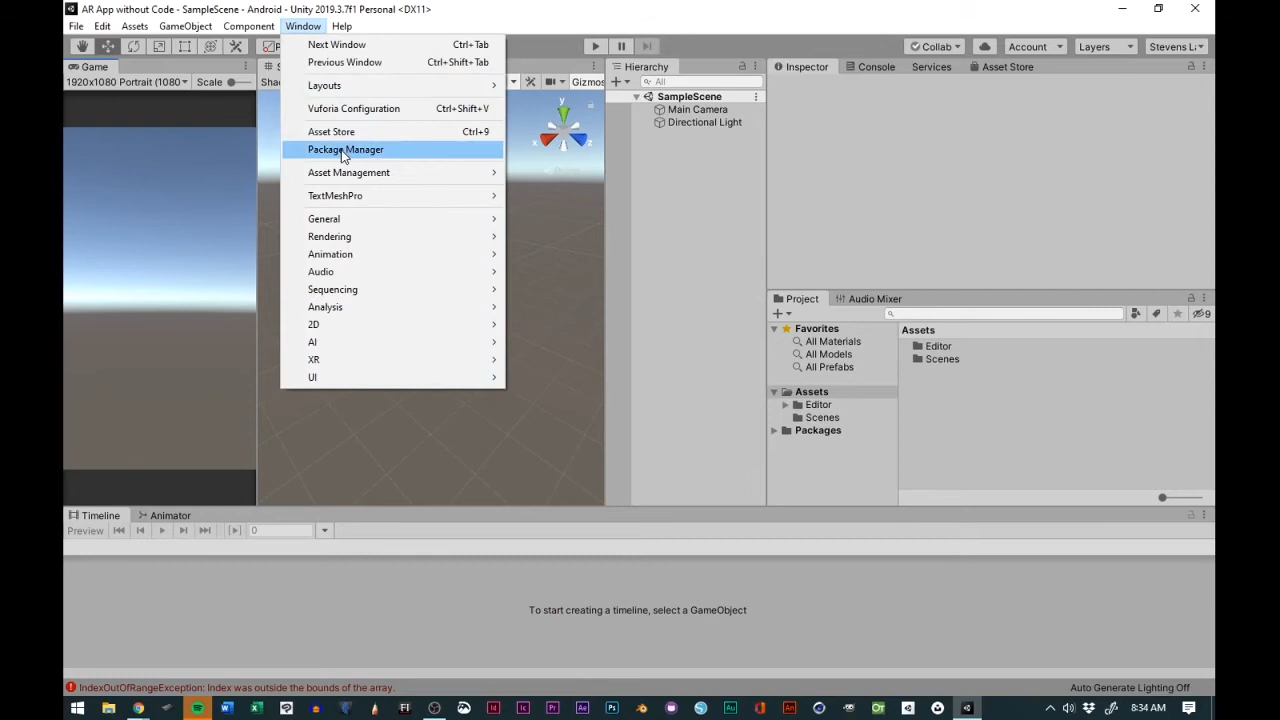 AR App without Code - SampleScene - Android - Unity 2019.3.7f1 Personal <DX11>
File Edit Assets GameObject Component Window Help
Collab Account Layers Stevens L
Game
1920x1080 Portrait (1080 Scale
Gizmos
Next Window Ctrl+Tab
Previous Window Ctrl+Shift+Tab
Layouts
Vuforia Configuration Ctrl+Shift+V
Asset Store Ctrl+9
Package Manager
Asset Management
TextMeshPro
General
Rendering
Animation
Audio
Sequencing
Analysis
2D
AI
XR
UI
y
x
z
Hierarchy
All
SampleScene
Main Camera
Directional Light
Inspector Console Services Asset Store
Project Audio Mixer
9
Favorites
All Materials
All Models
All Prefabs
Assets
Editor
Scenes
Packages
Assets
Editor
Scenes
Timeline Animator
Preview 0
To start creating a timeline, select a GameObject
IndexOutOfRangeException: Index was outside the bounds of the array.
Auto Generate Lighting Off
8:34 AM